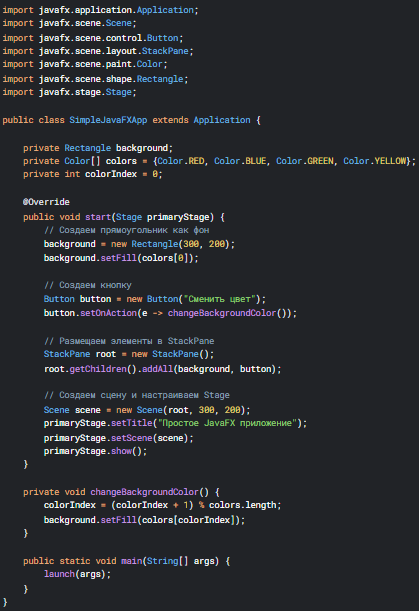 import javafx.application.Application;
import javafx.scene.Scene;
import javafx.scene.control.Button;
import javafx.scene.layout.StackPane;
import javafx.scene.paint.Color;
import javafx.scene.shape.Rectangle;
import javafx.stage.Stage;

public class SimpleJavaFXApp extends Application {

    private Rectangle background;
    private Color[] colors = {Color.RED, Color.BLUE, Color.GREEN, Color.YELLOW};
    private int colorIndex = 0;

    @Override
    public void start(Stage primaryStage) {
        // Создаем прямоугольник как фон
        background = new Rectangle(300, 200);
        background.setFill(colors[0]);

        // Создаем кнопку
        Button button = new Button("Сменить цвет");
        button.setOnAction(e -> changeBackgroundColor());

        // Размещаем элементы в StackPane
        StackPane root = new StackPane();
        root.getChildren().addAll(background, button);

        // Создаем сцену и настраиваем Stage
        Scene scene = new Scene(root, 300, 200);
        primaryStage.setTitle("Простое JavaFX приложение");
        primaryStage.setScene(scene);
        primaryStage.show();
    }

    private void changeBackgroundColor() {
        colorIndex = (colorIndex + 1) % colors.length;
        background.setFill(colors[colorIndex]);
    }

    public static void main(String[] args) {
        launch(args);
    }
}